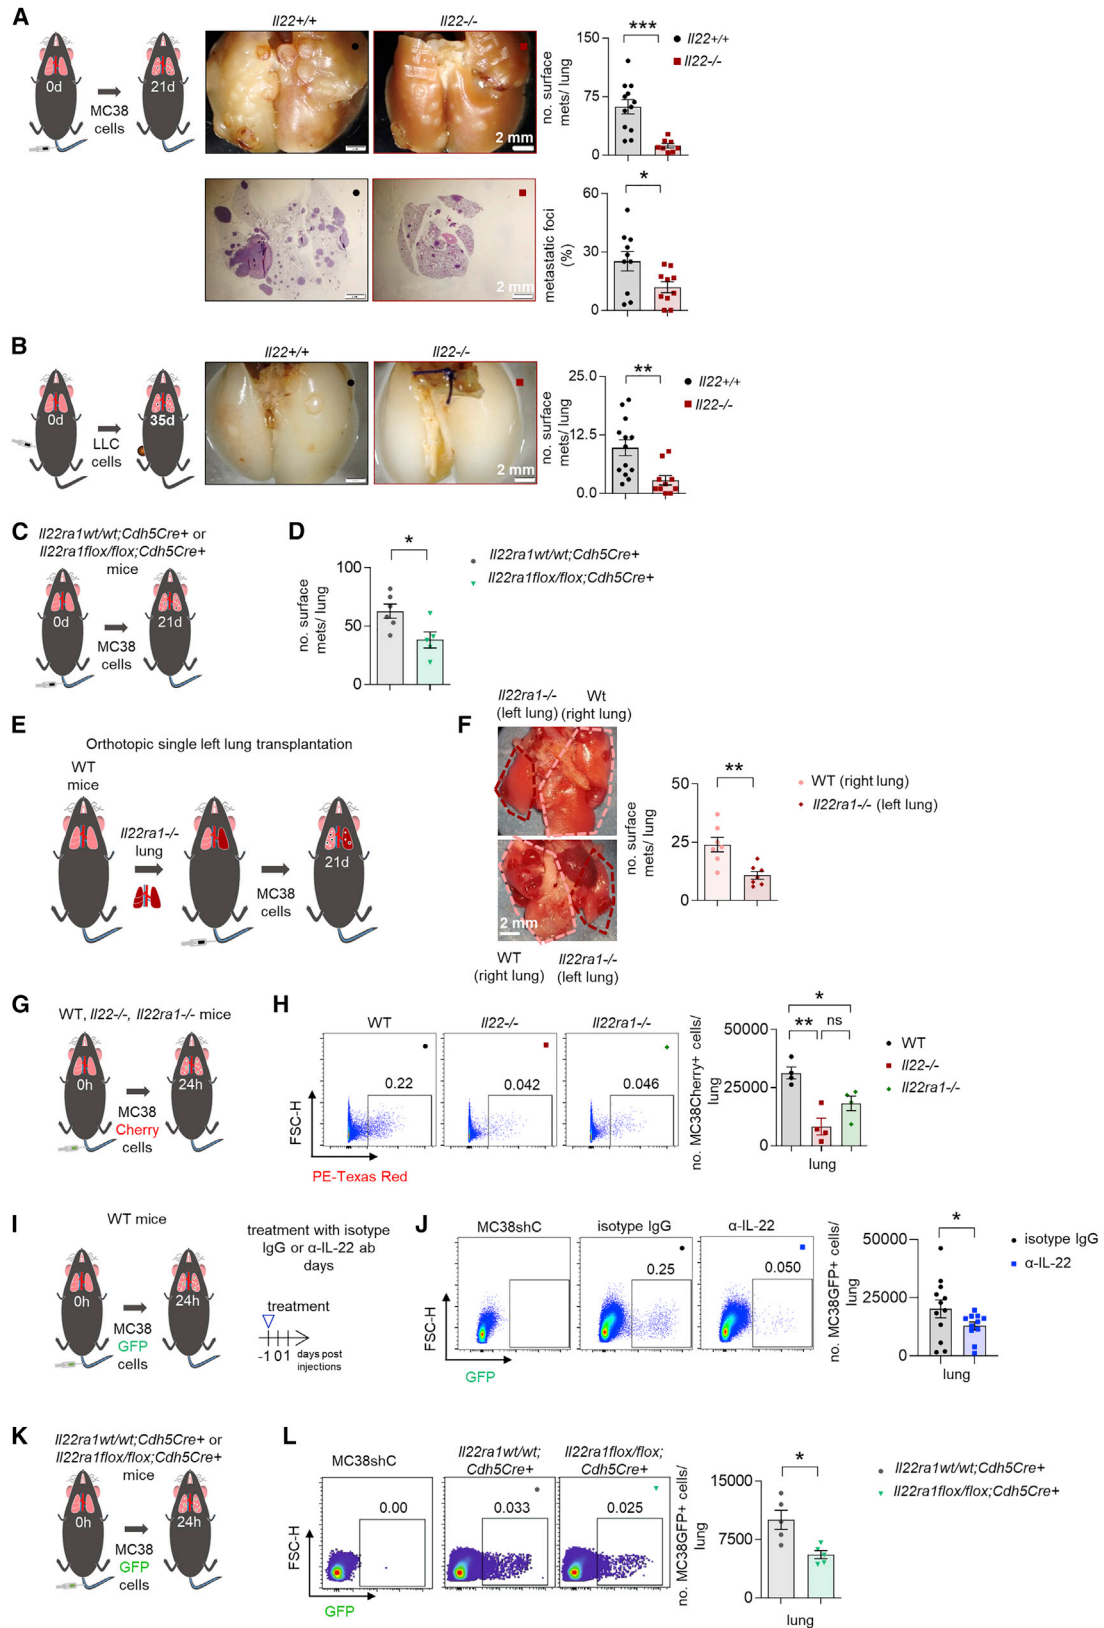 A
Il22+/+
Il22-/-
0d
21d
MC38
cells
2 mm
2 mm
no. surface
mets/ lung
150
75
0
***
Il22+/+
Il22-/-
metastatic foci
(%)
60
30
0
*
B
Il22+/+
Il22-/-
0d
35d
LLC
cells
2 mm
no. surface
mets/ lung
25.0
12.5
0.0
**
Il22+/+
Il22-/-
C
Il22ra1wt/wt;Cdh5Cre+ or
Il22ra1flox/flox;Cdh5Cre+
mice
0d
21d
MC38
cells
D
no. surface
mets/ lung
100
50
0
*
Il22ra1wt/wt;Cdh5Cre+
Il22ra1flox/flox;Cdh5Cre+
E
Orthotopic single left lung transplantation
WT
mice
Il22ra1-/-
lung
MC38
cells
21d
F
Il22ra1-/-
(left lung)
Wt
(right lung)
2 mm
WT
(right lung)
Il22ra1-/-
(left lung)
no. surface
mets/ lung
50
25
0
**
WT (right lung)
Il22ra1-/- (left lung)
G
WT, Il22-/-, Il22ra1-/- mice
0h
24h
MC38
Cherry
cells
H
WT
Il22-/-
Il22ra1-/-
0.22
0.042
0.046
FSC-H
PE-Texas Red
no. MC38Cherry+ cells/
lung
50000
25000
0
*
**
ns
lung
WT
Il22-/-
Il22ra1-/-
I
WT mice
0h
24h
MC38
GFP
cells
treatment with isotype
IgG or α-IL-22 ab
days
treatment
-1 01
days post
injections
J
MC38shC
isotype IgG
α-IL-22
0.25
0.050
FSC-H
GFP
no. MC38GFP+ cells/
lung
50000
25000
0
*
lung
isotype IgG
α-IL-22
K
Il22ra1wt/wt;Cdh5Cre+ or
Il22ra1flox/flox;Cdh5Cre+
mice
0h
24h
MC38
GFP
cells
L
MC38shC
Il22ra1wt/wt;
Cdh5Cre+
Il22ra1flox/flox;
Cdh5Cre+
0.00
0.033
0.025
FSC-H
GFP
no. MC38GFP+ cells/
lung
15000
7500
0
*
lung
Il22ra1wt/wt;Cdh5Cre+
Il22ra1flox/flox;Cdh5Cre+